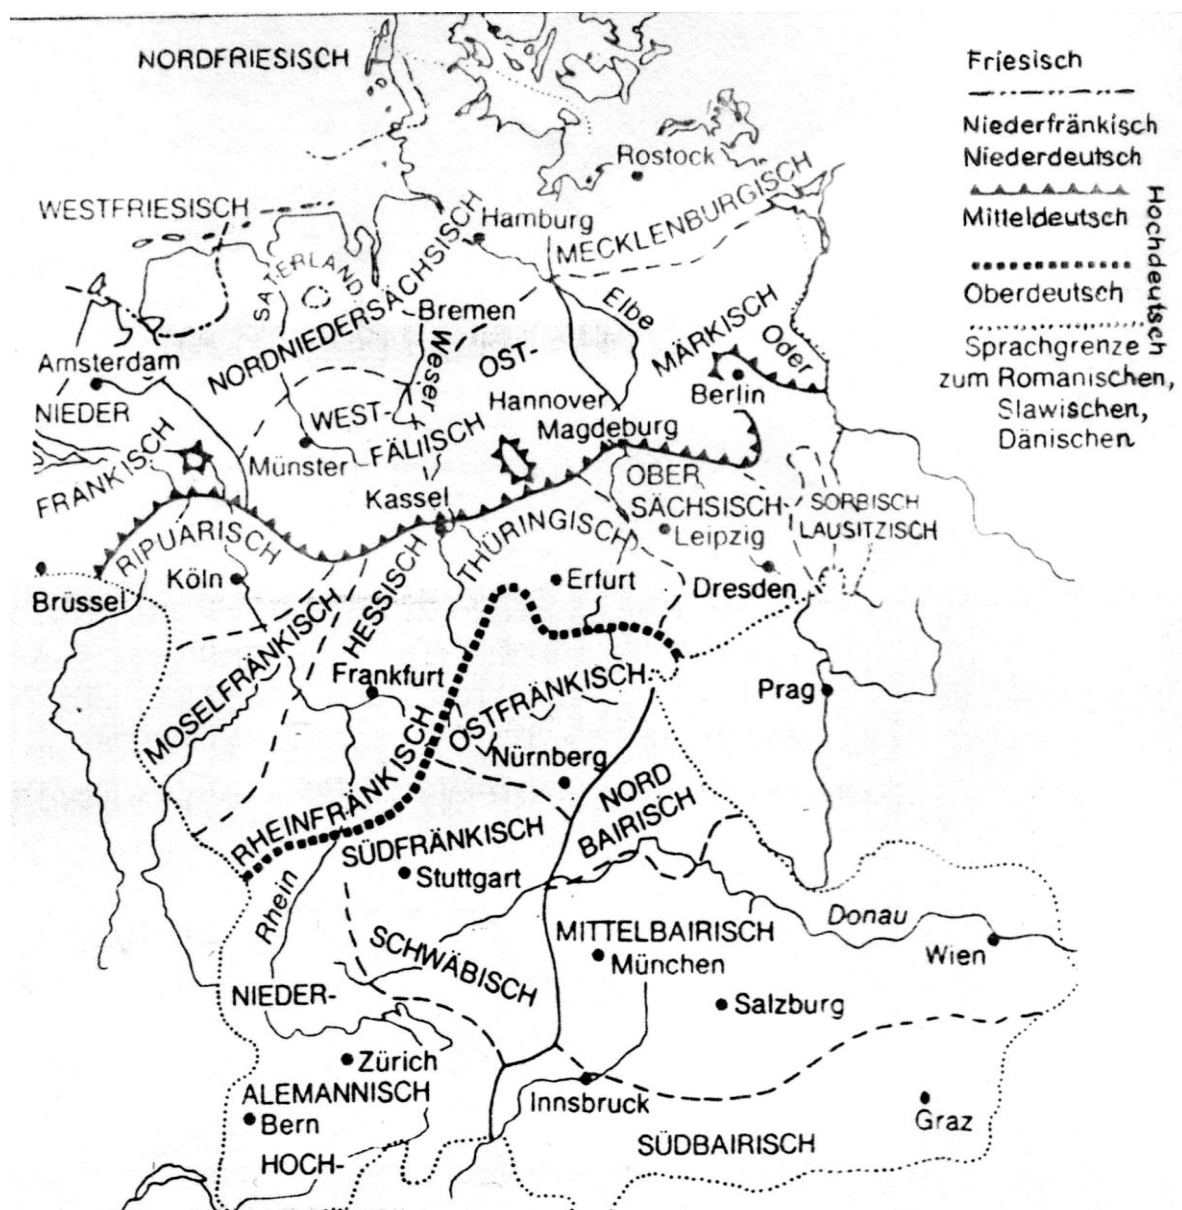 NORDFRIESISCH
Rostock
WESTFRIESISCH
Hamburg
MECKLENBURGISCH
SATERLAND
NORDNIEDERSÄCHSISCH
Bremen
Elbe
Weser
OST-
MÄRKISCH
Oder
Amsterdam
Berlin
NIEDER
FRÄNKISCH
WEST-
Hannover
FÄLIISCH
Magdeburg
Münster
Kassel
OBER
SÄCHSISCH
SORBISCH
LAUSITZISCH
RIPUARISCH
THÜRINGISCH
Leipzig
Brüssel
Köln
HESSISCH
Erfurt
Dresden
MOSELFRÄNKISCH
Frankfurt
OSTFRÄNKISCH
Prag
RHEINFRÄNKISCH
Nürnberg
NORD
BAIRISCH
SÜDFRÄNKISCH
Stuttgart
Rhein
Donau
SCHWÄBISCH
MITTELBAIRISCH
München
Wien
NIEDER-
Salzburg
Zürich
ALEMANNISCH
Bern
HOCH-
Innsbruck
SÜDBAIRISCH
Graz
Friesisch
Niederfränkisch
Niederdeutsch
Mitteldeutsch
Oberdeutsch
Hochdeutsch
Sprachgrenze
zum Romanischen,
Slawischen,
Dänischen